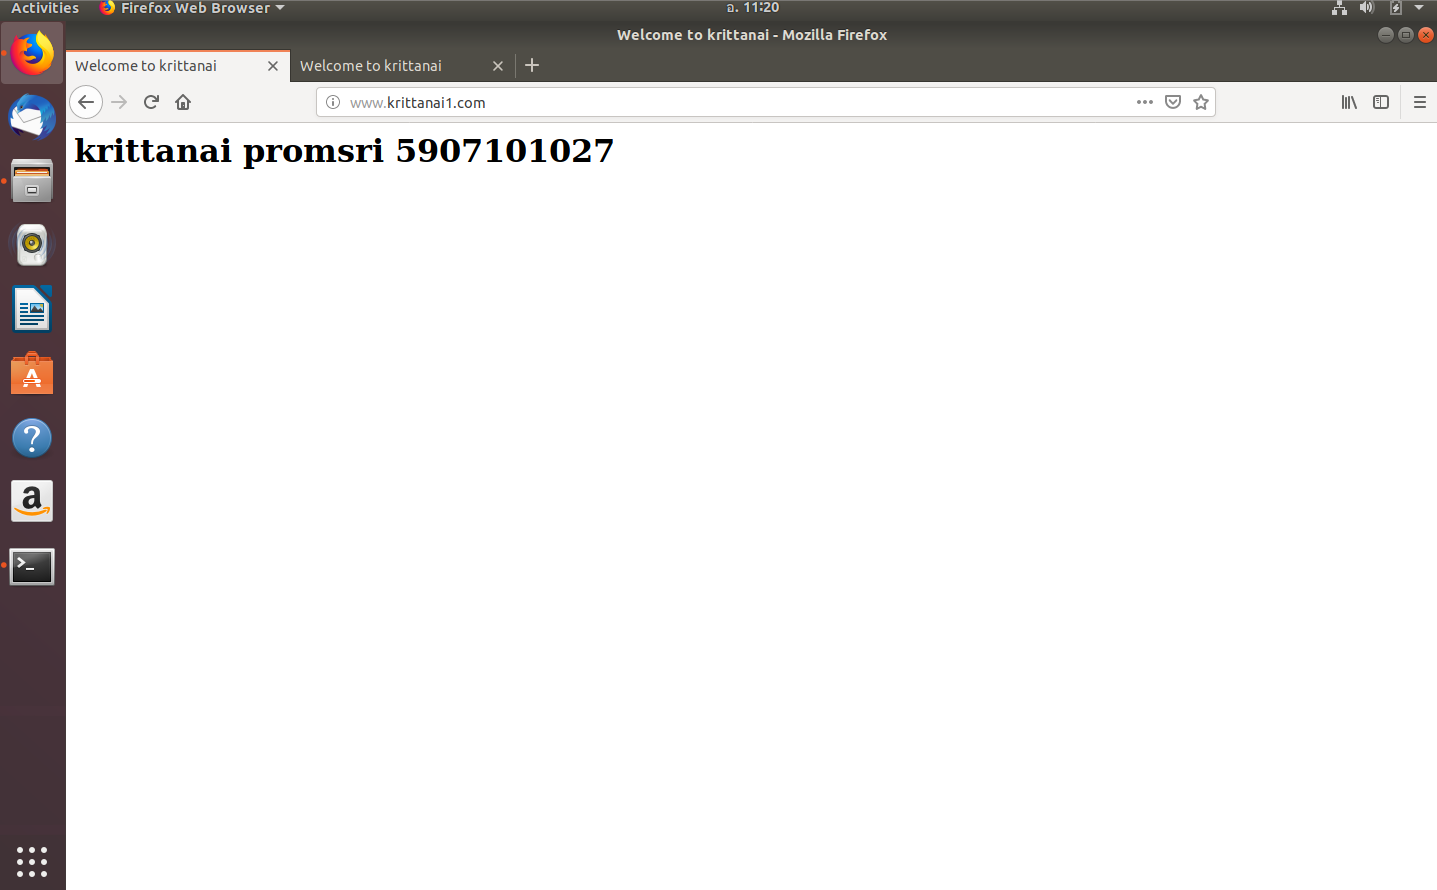 Activities
Firefox Web Browser
อ. 11:20
Welcome to krittanai - Mozilla Firefox
Welcome to krittanai
Welcome to krittanai
www.krittanai1.com
krittanai promsri 5907101027